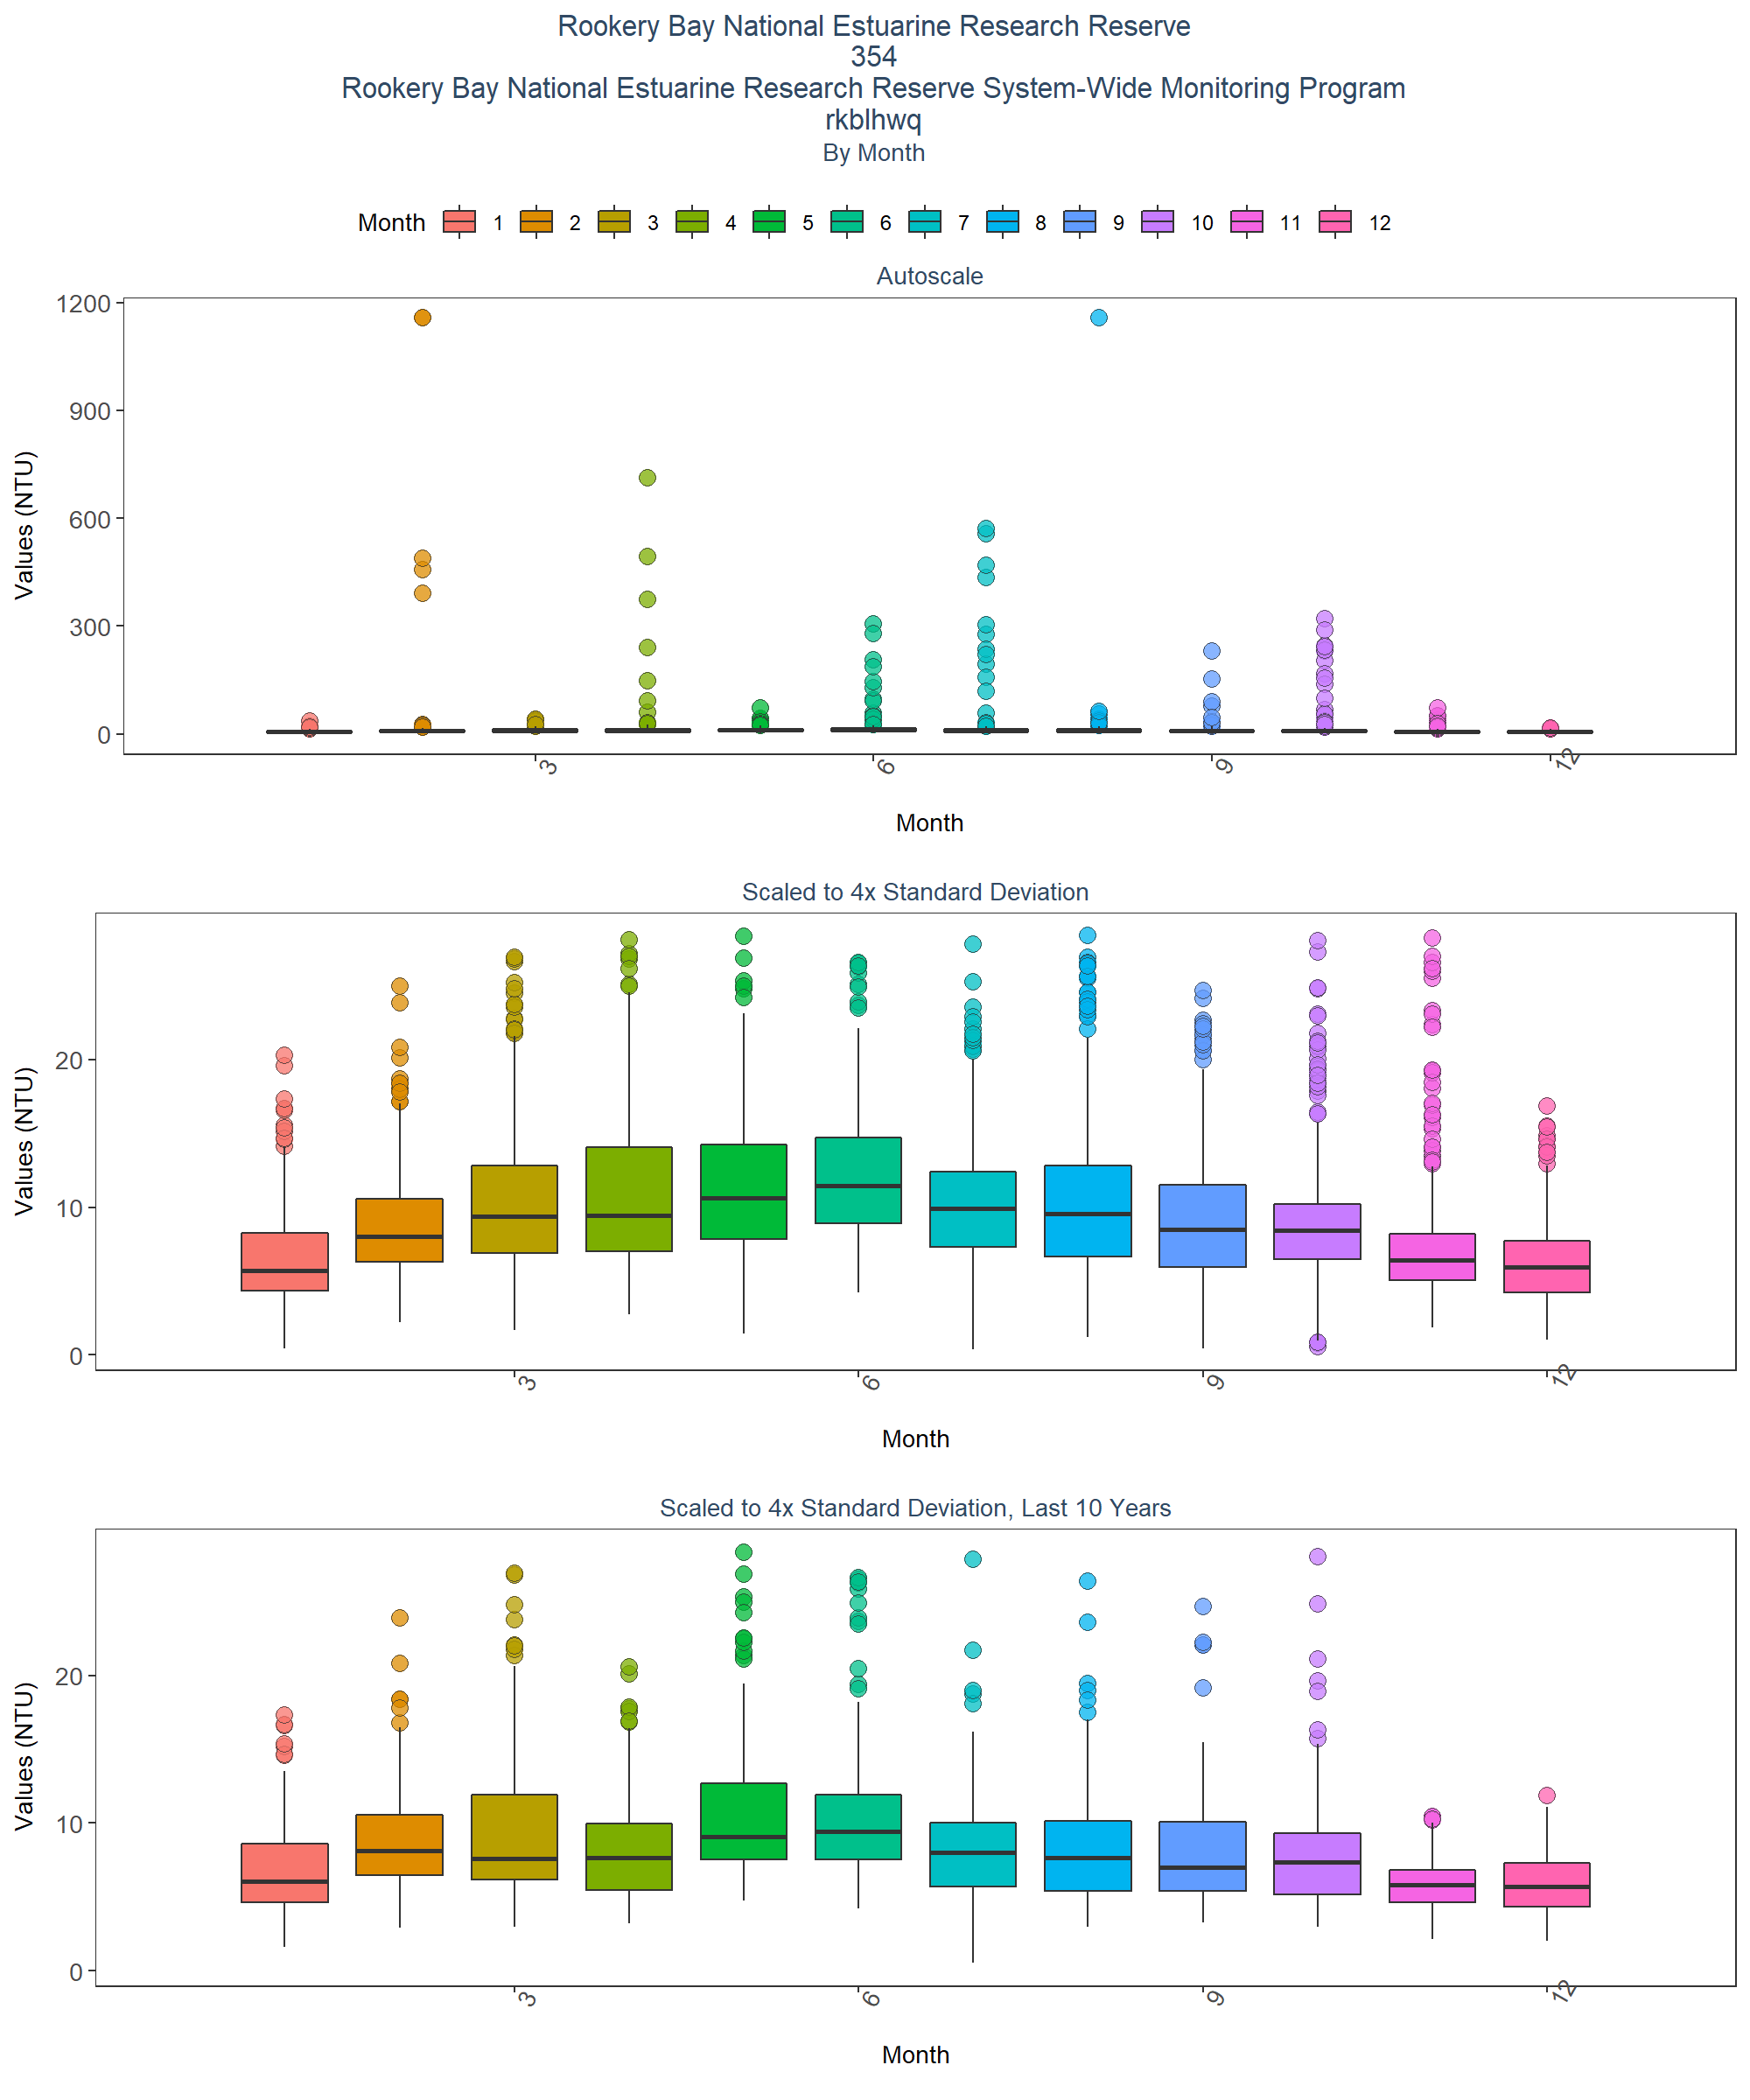 Rookery Bay National Estuarine Research Reserve
354
Rookery Bay National Estuarine Research Reserve System-Wide Monitoring Program
rkblhwq
By Month
Month 1 2 3 4 5 6 7 8 9 10 11 12
Autoscale
Values (NTU)
1200
900
600
300
0
3 6 9 12
Month
Scaled to 4x Standard Deviation
Values (NTU)
20
10
0
3 6 9 12
Month
Scaled to 4x Standard Deviation, Last 10 Years
Values (NTU)
20
10
0
3 6 9 12
Month